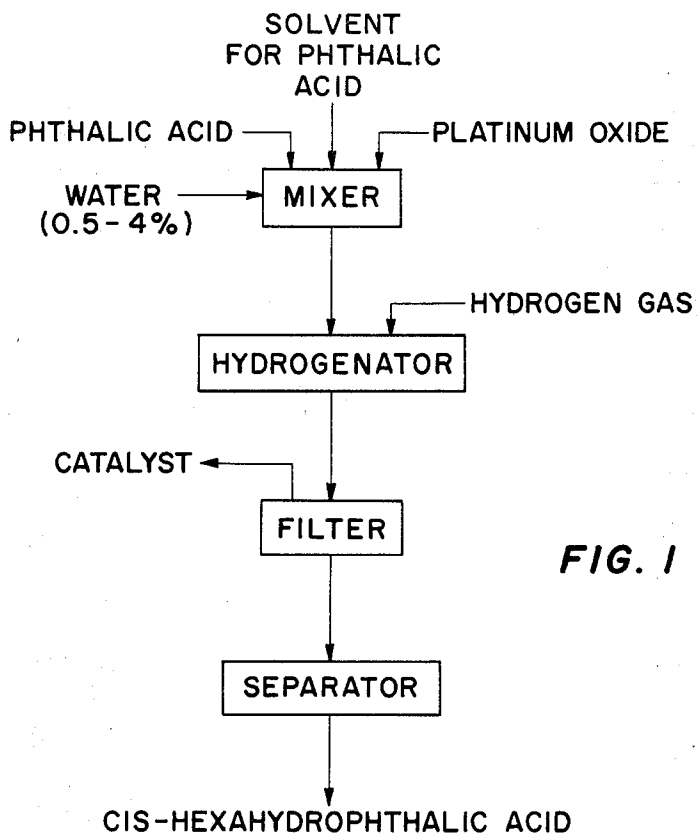 SOLVENT
FOR PHTHALIC
ACID
PHTHALIC ACID
PLATINUM OXIDE
WATER
(0.5-4%)
MIXER
HYDROGEN GAS
HYDROGENATOR
CATALYST
FILTER
FIG. 1
SEPARATOR
CIS-HEXAHYDROPHTHALIC ACID